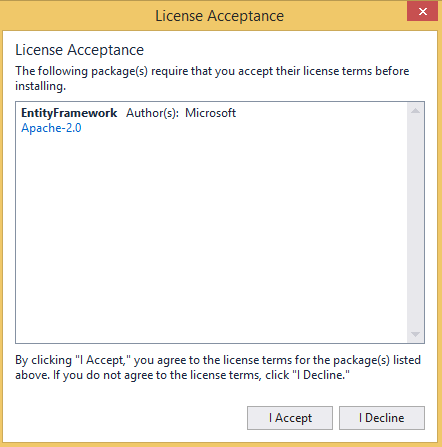 License Acceptance
License Acceptance
The following package(s) require that you accept their license terms before
installing.
EntityFramework Author(s): Microsoft
Apache-2.0
By clicking "I Accept," you agree to the license terms for the package(s) listed
above. If you do not agree to the license terms, click "I Decline."
I Accept I Decline